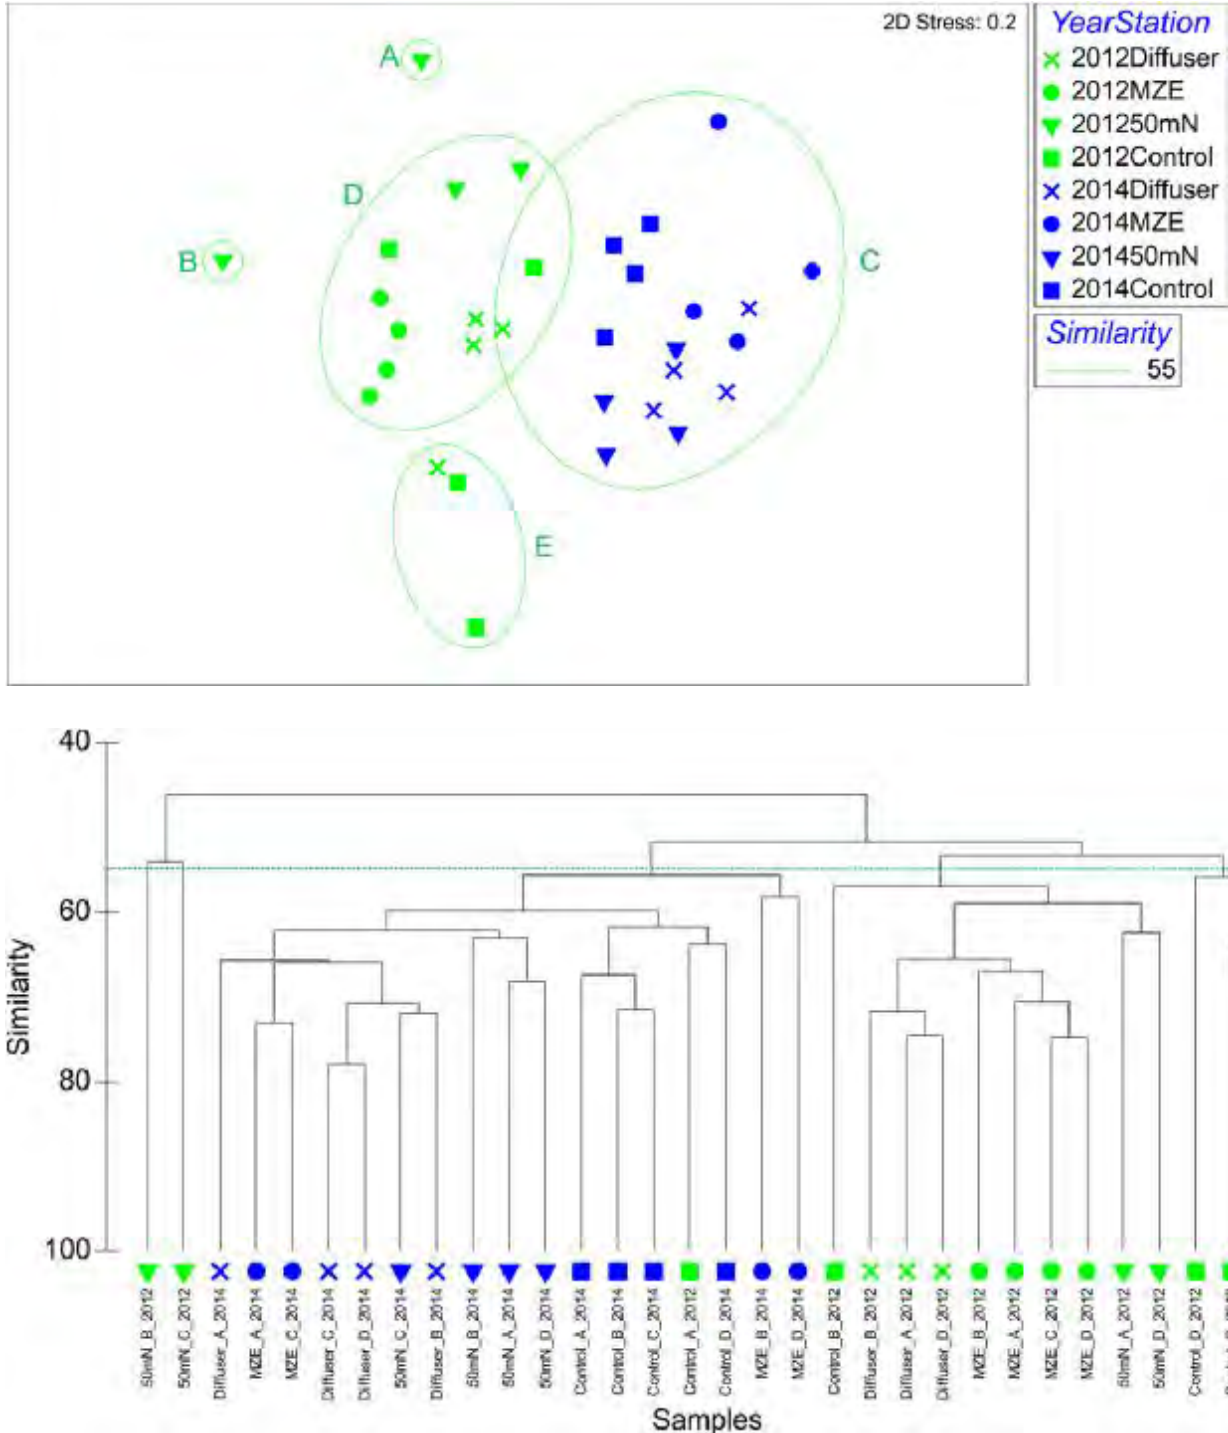 2D Stress: 0.2
YearStation
2012Diffuser
2012MZE
201250mN
2012Control
2014Diffuser
2014MZE
201450mN
2014Control
Similarity
55
A
B
D
C
E
40
60
80
100
Similarity
50mN_B_2012
50mN_C_2012
Diffuser_A_2014
MZE_A_2014
MZE_C_2014
Diffuser_C_2014
Diffuser_D_2014
50mN_C_2014
Diffuser_B_2014
50mN_B_2014
50mN_A_2014
50mN_D_2014
Control_A_2014
Control_B_2014
Control_C_2014
Control_A_2012
Control_D_2014
MZE_B_2014
MZE_D_2014
Control_B_2012
Diffuser_B_2012
Diffuser_A_2012
Diffuser_D_2012
MZE_B_2012
MZE_A_2012
MZE_C_2012
MZE_D_2012
50mN_A_2012
50mN_D_2012
Control_D_2012
Samples